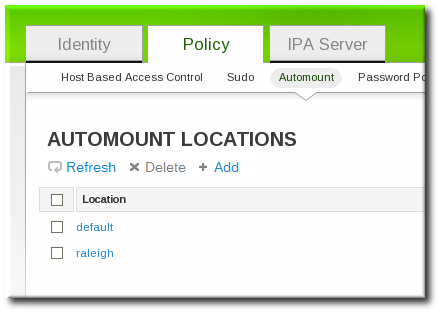 Identity Policy IPA Server
Host Based Access Control Sudo Automount Password
AUTOMOUNT LOCATIONS
Refresh Delete Add
Location
default
raleigh